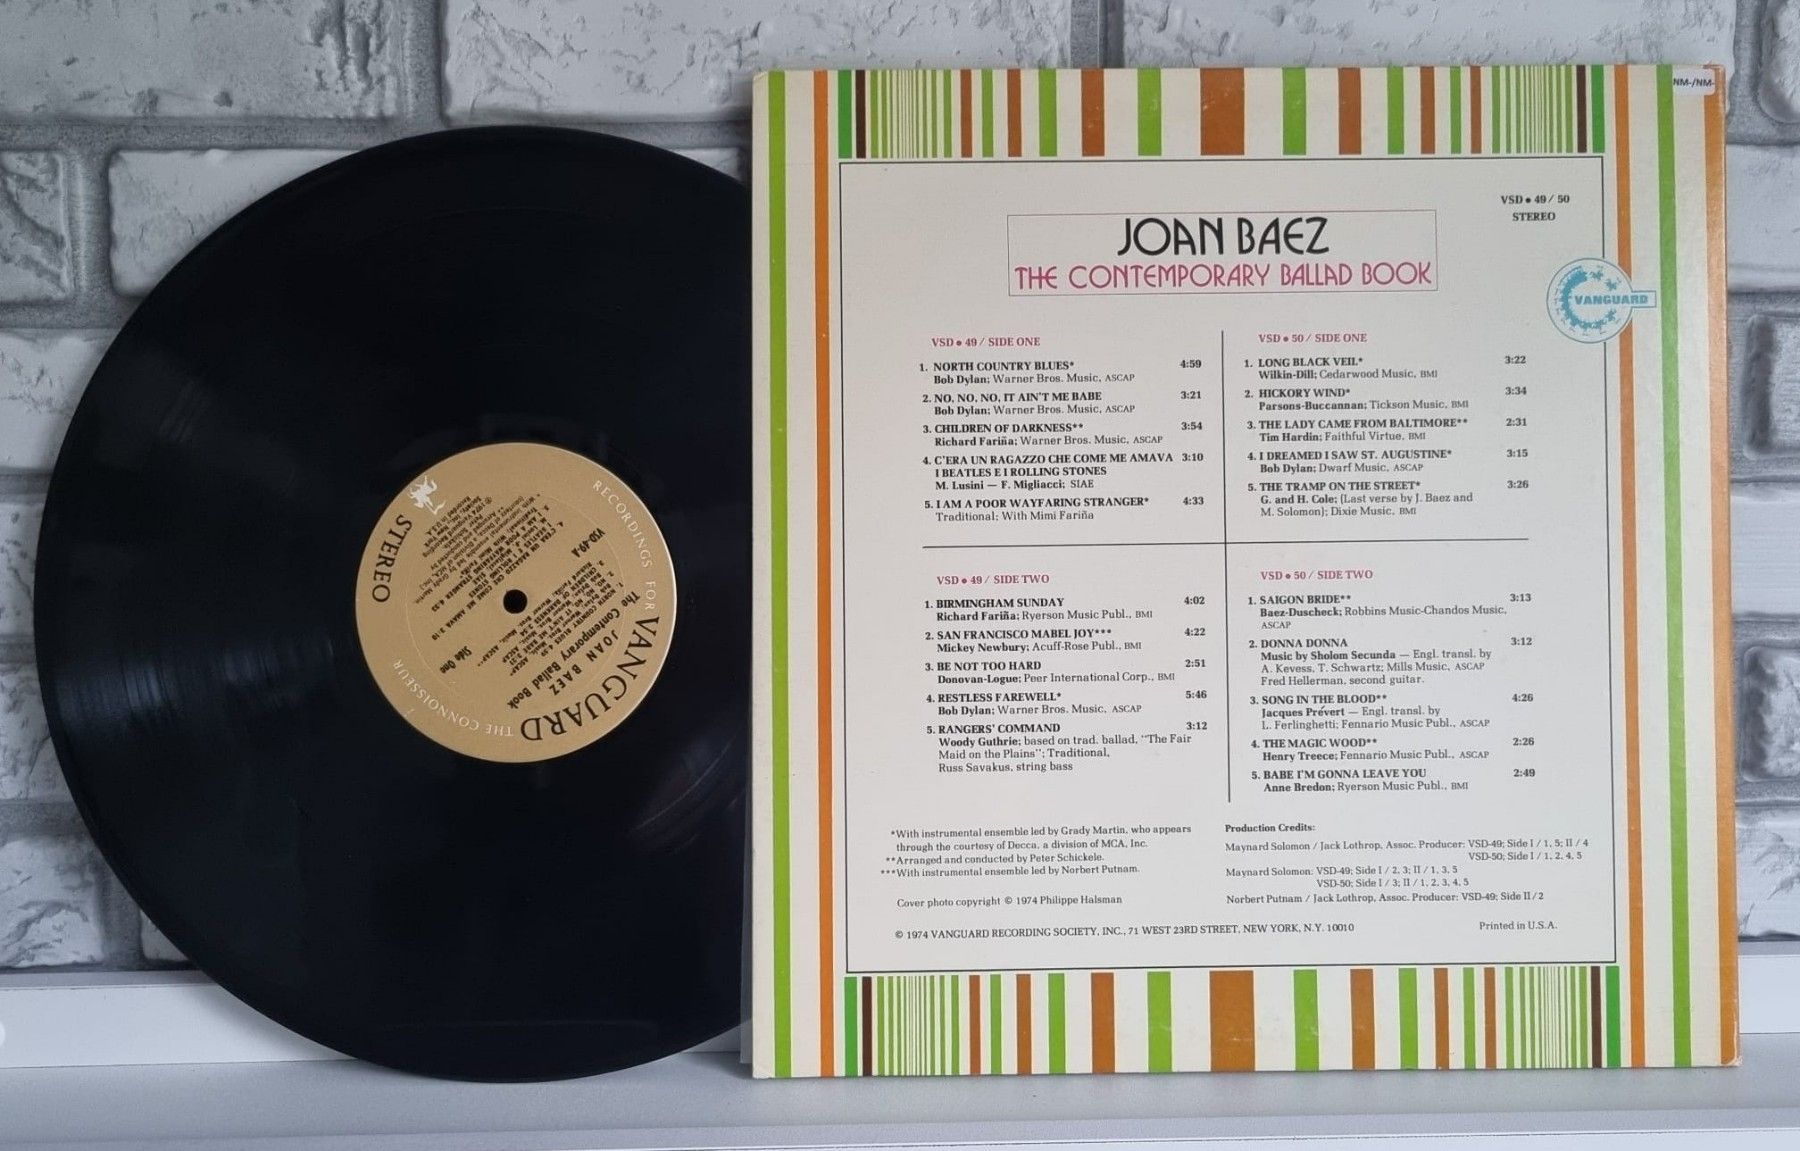 NM-/NM-
VSD • 49 / 50
STEREO
JOAN BAEZ
THE CONTEMPORARY BALLAD BOOK
VANGUARD
VSD • 49 / SIDE ONE
1. NORTH COUNTRY BLUES* 4:59
Bob Dylan; Warner Bros. Music, ASCAP
2. NO, NO, NO, IT AIN'T ME BABE 3:21
Bob Dylan; Warner Bros. Music, ASCAP
3. CHILDREN OF DARKNESS** 3:54
Richard Fariña; Warner Bros. Music, ASCAP
4. C'ERA UN RAGAZZO CHE COME ME AMAVA 3:10
I BEATLES E I ROLLING STONES
M. Lusini — F. Migliacci; SIAE
5. I AM A POOR WAYFARING STRANGER* 4:33
Traditional; With Mimi Fariña
VSD • 50 / SIDE ONE
1. LONG BLACK VEIL* 3:22
Wilkin-Dill; Cedarwood Music, BMI
2. HICKORY WIND* 3:34
Parsons-Buccannan; Tickson Music, BMI
3. THE LADY CAME FROM BALTIMORE** 2:31
Tim Hardin; Faithful Virtue, BMI
4. I DREAMED I SAW ST. AUGUSTINE* 3:15
Bob Dylan; Dwarf Music, ASCAP
5. THE TRAMP ON THE STREET* 3:26
G. and H. Cole; (Last verse by J. Baez and
M. Solomon); Dixie Music, BMI
VSD • 49 / SIDE TWO
1. BIRMINGHAM SUNDAY 4:02
Richard Fariña; Ryerson Music Publ., BMI
2. SAN FRANCISCO MABEL JOY*** 4:22
Mickey Newbury; Acuff-Rose Publ., BMI
3. BE NOT TOO HARD 2:51
Donovan-Logue; Peer International Corp., BMI
4. RESTLESS FAREWELL* 5:46
Bob Dylan; Warner Bros. Music, ASCAP
5. RANGERS' COMMAND 3:12
Woody Guthrie; based on trad. ballad, "The Fair
Maid on the Plains"; Traditional,
Russ Savakus, string bass
VSD • 50 / SIDE TWO
1. SAIGON BRIDE** 3:13
Baez-Duscheck; Robbins Music-Chandos Music,
ASCAP
2. DONNA DONNA 3:12
Music by Sholom Secunda — Engl. transl. by
A. Kevess, T. Schwartz; Mills Music, ASCAP
Fred Hellerman, second guitar.
3. SONG IN THE BLOOD** 4:26
Jacques Prévert — Engl. transl. by
L. Ferlinghetti; Fennario Music Publ., ASCAP
4. THE MAGIC WOOD** 2:26
Henry Treece; Fennario Music Publ., ASCAP
5. BABE I'M GONNA LEAVE YOU 2:49
Anne Bredon; Ryerson Music Publ., BMI
*With instrumental ensemble led by Grady Martin, who appears
through the courtesy of Decca, a division of MCA, Inc.
**Arranged and conducted by Peter Schickele.
***With instrumental ensemble led by Norbert Putnam.
Cover photo copyright © 1974 Philippe Halsman
Production Credits:
Maynard Solomon / Jack Lothrop, Assoc. Producer: VSD-49; Side I / 1, 5; II / 4
VSD-50; Side I / 1, 2, 4, 5
Maynard Solomon: VSD-49; Side I / 2, 3; II / 1, 3, 5
VSD-50; Side I / 3; II / 1, 2, 3, 4, 5
Norbert Putnam / Jack Lothrop, Assoc. Producer: VSD-49; Side II / 2
© 1974 VANGUARD RECORDING SOCIETY, INC., 71 WEST 23RD STREET, NEW YORK, N.Y. 10010
Printed in U.S.A.
VANGUARD
RECORDINGS FOR THE CONNOISSEUR
STEREO
JOAN BAEZ
The Contemporary Ballad Book
VSD-49-A
Side One